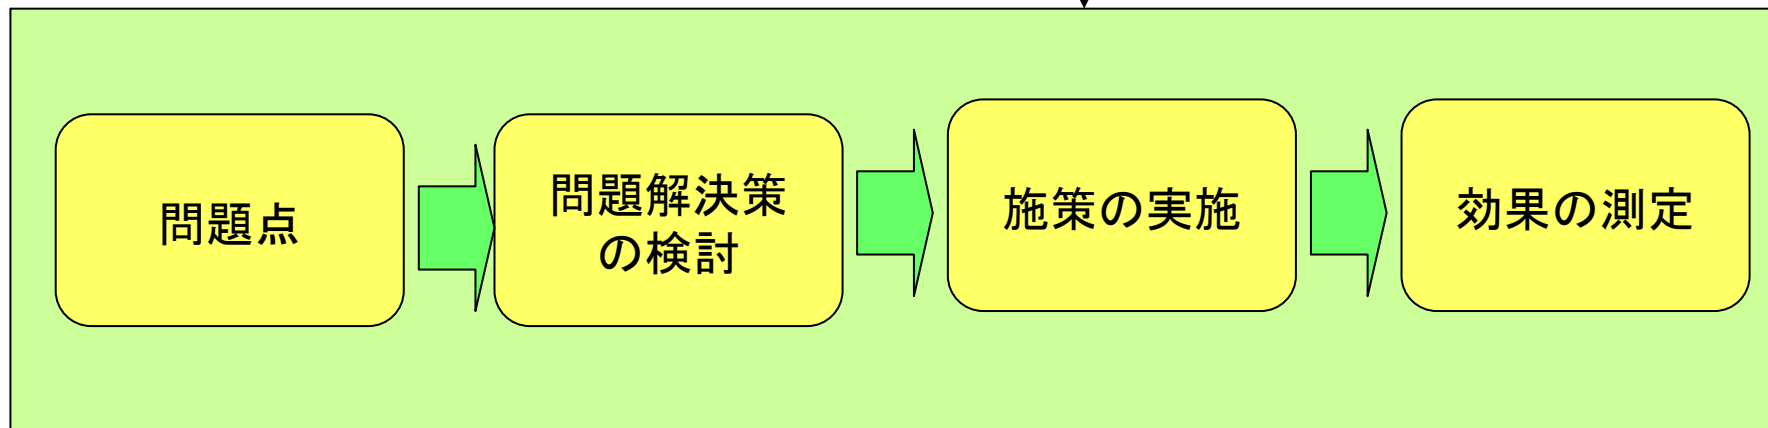 問題点
問題解決策
の検討
施策の実施
効果の測定